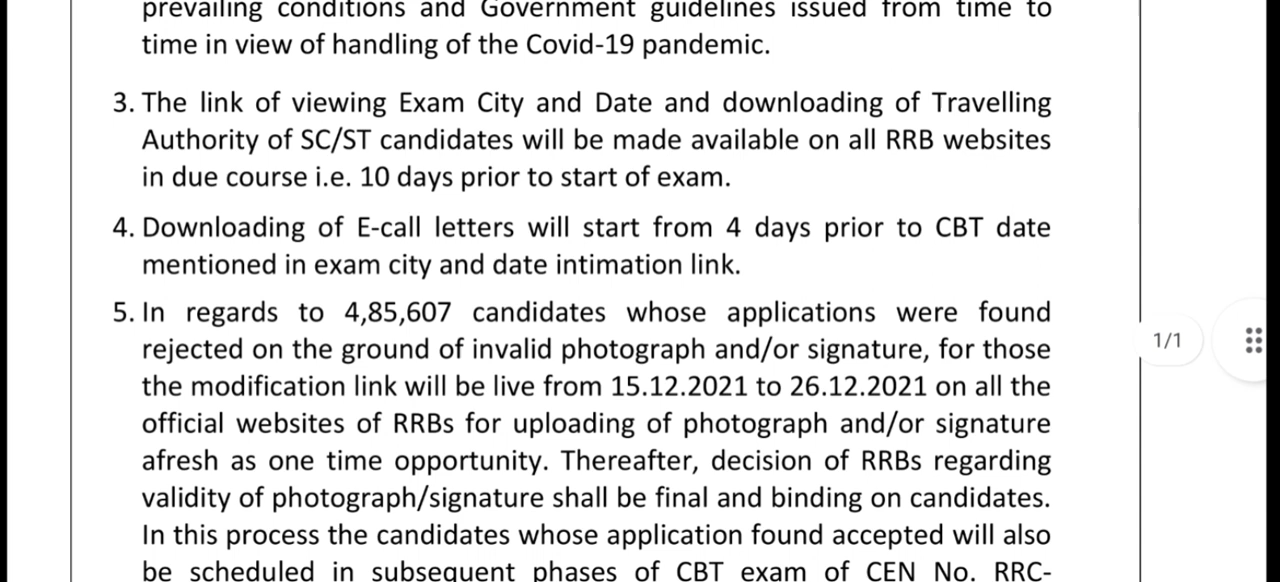 prevailing conditions and Government guidelines issued from time to
time in view of handling of the Covid-19 pandemic.
3. The link of viewing Exam City and Date and downloading of Travelling
Authority of SC/ST candidates will be made available on all RRB websites
in due course i.e. 10 days prior to start of exam.
4. Downloading of E-call letters will start from 4 days prior to CBT date
mentioned in exam city and date intimation link.
5. In regards to 4,85,607 candidates whose applications were found
rejected on the ground of invalid photograph and/or signature, for those
the modification link will be live from 15.12.2021 to 26.12.2021 on all the
official websites of RRBs for uploading of photograph and/or signature
afresh as one time opportunity. Thereafter, decision of RRBs regarding
validity of photograph/signature shall be final and binding on candidates.
In this process the candidates whose application found accepted will also
be scheduled in subsequent phases of CBT exam of CEN No. RRC-
1/1